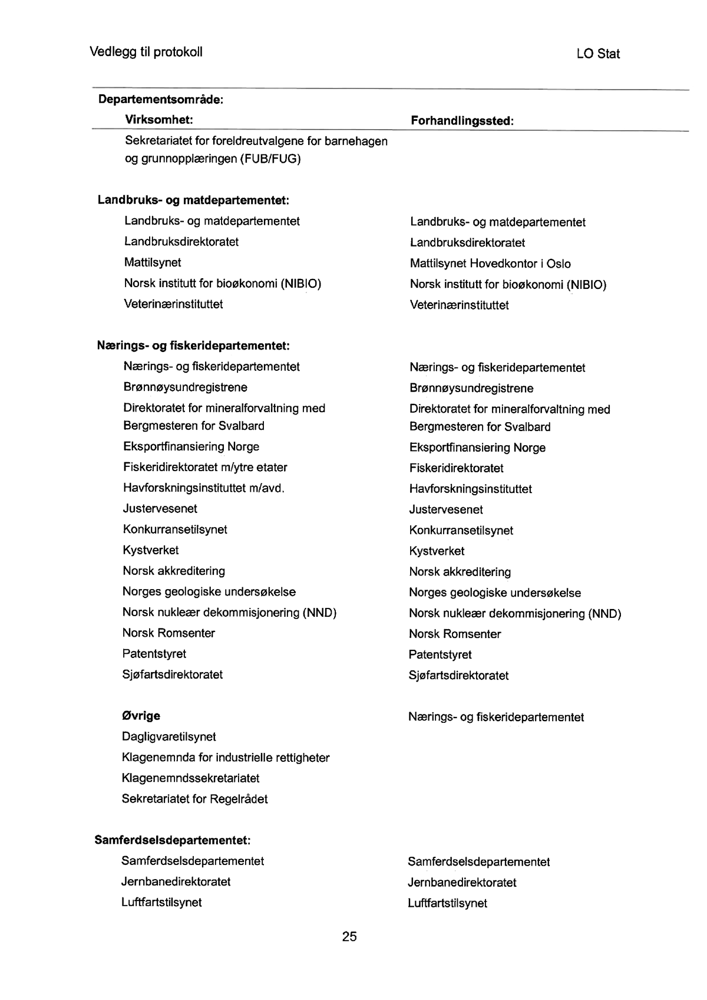 Vedlegg til protokoll LO Stat
Departementsområde:
Virksomhet: Forhandlingssted:
Sekretariatet for foreldreutvalgene for barnehagen
og grunnopplæringen (FUB/FUG)
Landbruks- og matdepartementet:
Landbruks- og matdepartementet Landbruks- og matdepartementet
Landbruksdirektoratet Landbruksdirektoratet
Mattilsynet Mattilsynet Hovedkontor i Oslo
Norsk institutt for bioøkonomi (NIBIO) Norsk institutt for bioøkonomi (NIBIO)
Veterinærinstituttet Veterinærinstituttet
Nærings- og fiskeridepartementet:
Nærings- og fiskeridepartementet Nærings- og fiskeridepartementet
Brønnøysundregistrene Brønnøysundregistrene
Direktoratet for mineralforvaltning med Direktoratet for mineralforvaltning med
Bergmesteren for Svalbard Bergmesteren for Svalbard
Eksportfinansiering Norge Eksportfinansiering Norge
Fiskeridirektoratet m/ytre etater Fiskeridirektoratet
Havforskningsinstituttet m/avd. Havforskningsinstituttet
Justervesenet Justervesenet
Konkurransetilsynet Konkurransetilsynet
Kystverket Kystverket
Norsk akkreditering Norsk akkreditering
Norges geologiske undersøkelse Norges geologiske undersøkelse
Norsk nukleær dekommisjonering (NND) Norsk nukleær dekommisjonering (NND)
Norsk Romsenter Norsk Romsenter
Patentstyret Patentstyret
Sjøfartsdirektoratet Sjøfartsdirektoratet
Øvrige Nærings- og fiskeridepartementet
Dagligvaretilsynet
Klagenemnda for industrielle rettigheter
Klagenemndssekretariatet
Sekretariatet for Regelrådet
Samferdselsdepartementet:
Samferdselsdepartementet Samferdselsdepartementet
Jernbanedirektoratet Jernbanedirektoratet
Luftfartstilsynet Luftfartstilsynet
25